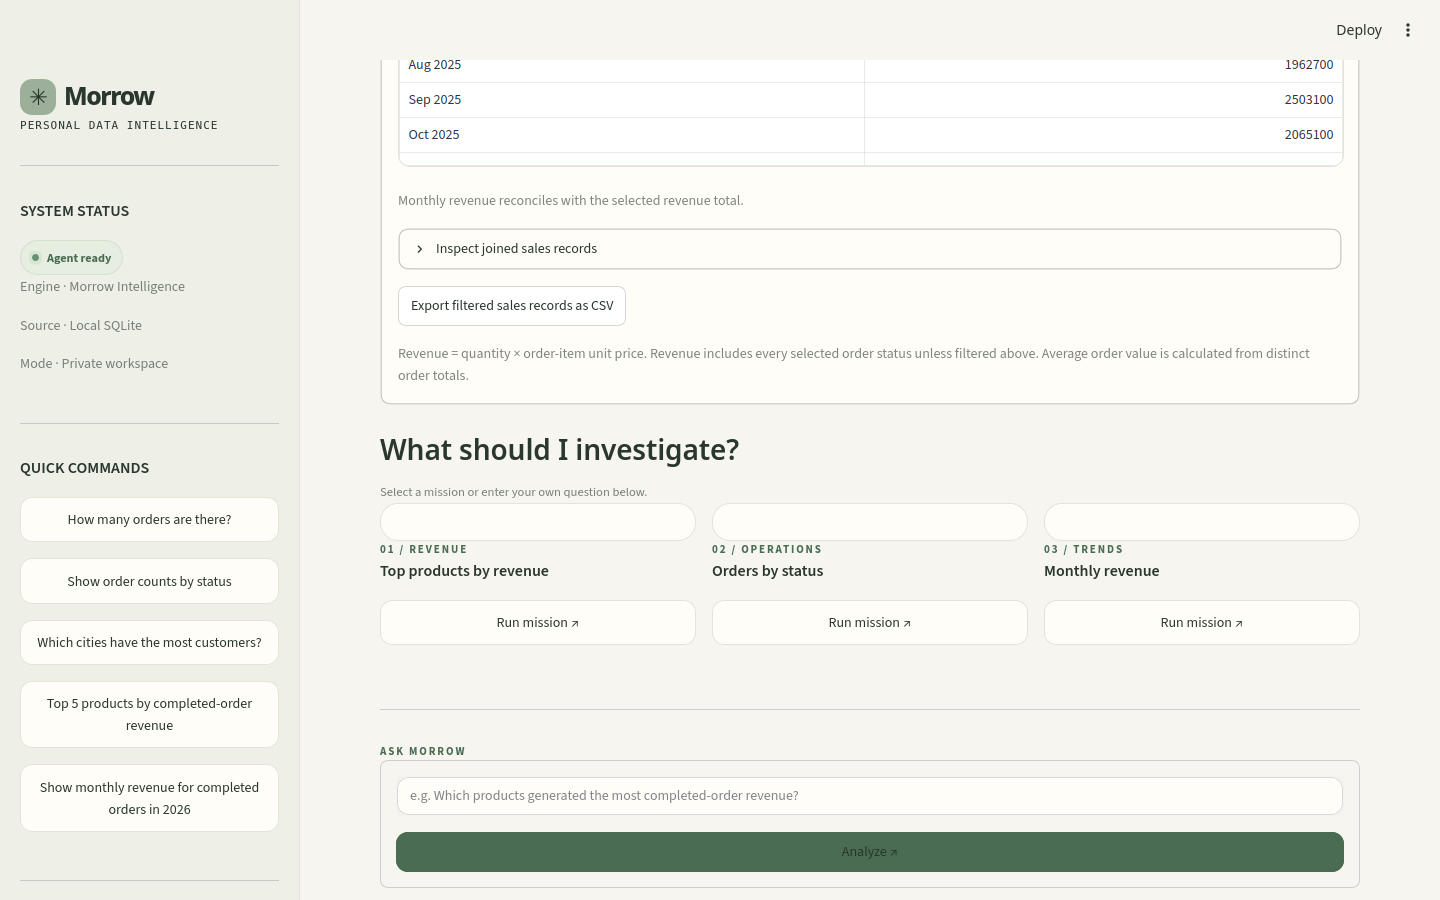 Deploy
Morrow
PERSONAL DATA INTELLIGENCE
SYSTEM STATUS
Agent ready
Engine · Morrow Intelligence
Source · Local SQLite
Mode · Private workspace
QUICK COMMANDS
How many orders are there?
Show order counts by status
Which cities have the most customers?
Top 5 products by completed-order
revenue
Show monthly revenue for completed
orders in 2026
Aug 2025 1962700
Sep 2025 2503100
Oct 2025 2065100
Monthly revenue reconciles with the selected revenue total.
Inspect joined sales records
Export filtered sales records as CSV
Revenue = quantity × order-item unit price. Revenue includes every selected order status unless filtered above. Average order value is calculated from distinct
order totals.
What should I investigate?
Select a mission or enter your own question below.
01 / REVENUE
Top products by revenue
Run mission ↗
02 / OPERATIONS
Orders by status
Run mission ↗
03 / TRENDS
Monthly revenue
Run mission ↗
ASK MORROW
e.g. Which products generated the most completed-order revenue?
Analyze ↗